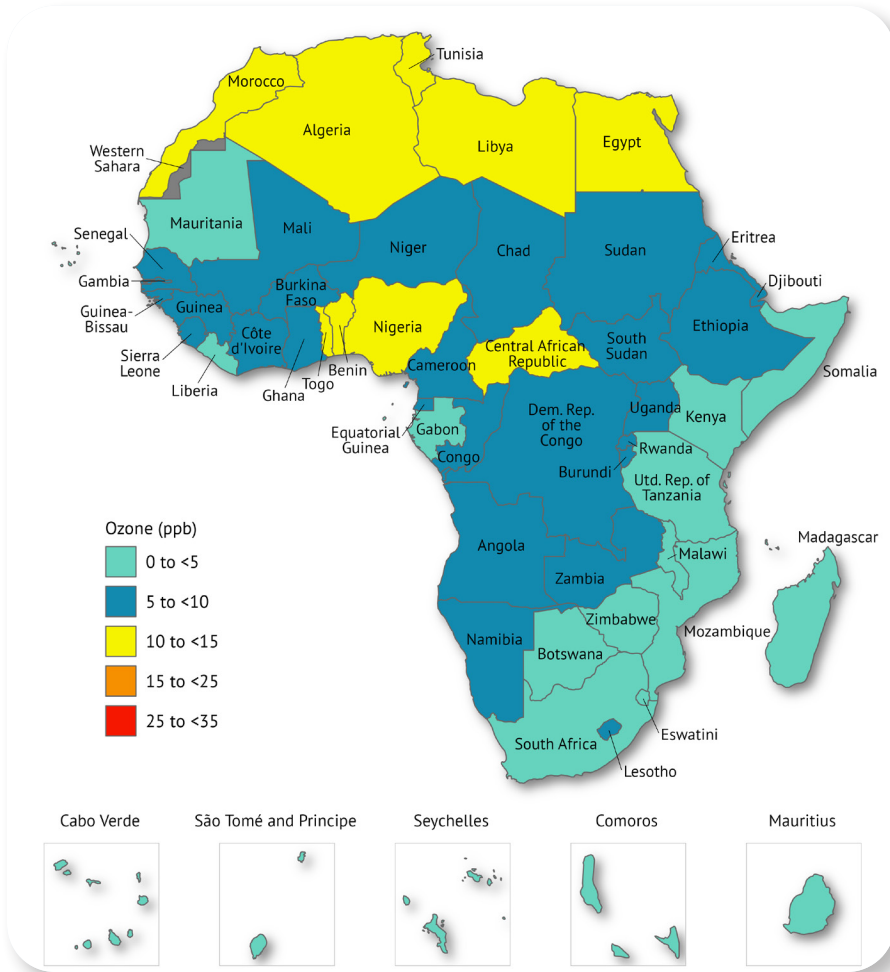 Tunisia
Morocco
Algeria
Libya
Egypt
Western
Sahara
Mauritania
Mali
Niger
Chad
Sudan
Eritrea
Senegal
Gambia
Guinea-
Bissau
Guinea
Burkina
Faso
Djibouti
Ethiopia
Nigeria
Côte
d'Ivoire
Central African
Republic
South
Sudan
Sierra
Leone
Liberia
Ghana
Togo
Benin
Cameroon
Somalia
Equatorial
Guinea
Gabon
Congo
Dem. Rep.
of the
Congo
Uganda
Kenya
Rwanda
Burundi
Utd. Rep. of
Tanzania
Angola
Zambia
Malawi
Madagascar
Mozambique
Zimbabwe
Namibia
Botswana
South Africa
Eswatini
Lesotho
Ozone (ppb)
0 to <5
5 to <10
10 to <15
15 to <25
25 to <35
Cabo Verde
São Tomé and Principe
Seychelles
Comoros
Mauritius